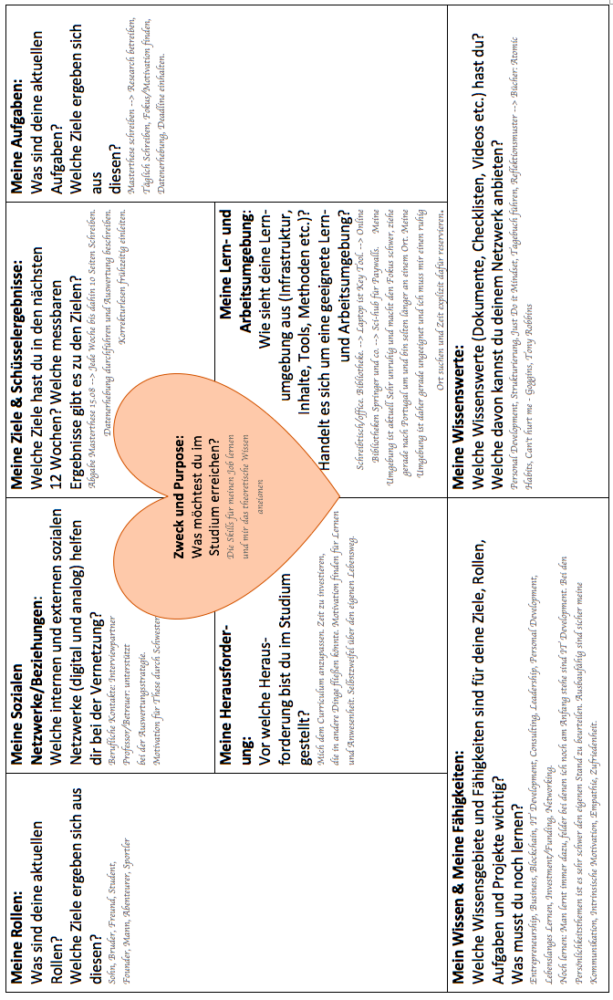 Meine Rollen:
Was sind deine aktuellen
Rollen?
Welche Ziele ergeben sich aus
diesen?
Sohn, Bruder, Freund, Student,
Founder, Mann, Abenteurer, Sportler
Meine Sozialen
Netzwerke/Beziehungen:
Welche internen und externen sozialen
Netzwerke (digital und analog) helfen
dir bei der Vernetzung?
Berufliche Kontakte: Interviewpartner
Professor/Betreuer: unterstützt
bei der Auswertungsstrategie.
Motivation für These durch Schwester
Meine Ziele & Schüsselergebnisse:
Welche Ziele hast du in den nächsten
12 Wochen? Welche messbaren
Ergebnisse gibt es zu den Zielen?
Abgabe Masterthese 15.08 --> Jede Woche bis dahin 10 Seiten Schreiben.
Datenerhebung durchführen und Auswertung beschreiben.
Korrekturlesen frühzeitig einleiten.
Meine Aufgaben:
Was sind deine aktuellen
Aufgaben?
Welche Ziele ergeben sich
aus
diesen?
Masterthese schreiben --> Research betreiben,
Täglich Schreiben, Fokus/Motivation finden,
Datenerhebung, Deadline einhalten.
Zweck und Purpose:
Was möchtest du im
Studium erreichen?
Die Skills für meinen Job lernen
und mir das theoretische Wissen
aneignen
Meine Herausforder-
ung:
Vor welche Heraus-
forderung bist du im Studium
gestellt?
Mich dem Curriculum anzupassen. Zeit zu investieren,
die in andere Dinge fließen könnte. Motivation finden für Lernen
und Anwesenheit. Selbstzweifel über den eigenen Lebensweg.
Meine Lern- und
Arbeitsumgebung:
Wie sieht deine Lern-
umgebung aus (Infrastruktur,
Inhalte, Tools, Methoden etc.)?
Handelt es sich um eine geeignete Lern-
und Arbeitsumgebung?
Schreibtisch/office. Bibliotheke. --> Laptop ist Key Tool. --> Online
Bibliotheken Springer und co. --> Sci-hub für Paywalls. Meine
Umgebung ist aktuell Sehr unruhig und macht den Fokus schwer, ziehe
gerade nach Portugal um und bin selten länger an einem Ort. Meine
Umgebung ist daher gerade ungeeignet und ich muss mir einen ruhig
Ort suchen und Zeit explizit dafür reservieren.
Mein Wissen & Meine Fähigkeiten:
Welche Wissensgebiete und Fähigkeiten sind für deine Ziele, Rollen,
Aufgaben und Projekte wichtig?
Was musst du noch lernen?
Entrepreneurship, Business, Blockchain, IT Development, Consulting, Leadership, Personal Development,
Lebenslanges Lernen, Investment/Funding, Networking.
Noch lernen: Man lernt immer dazu, felder bei denen ich noch am Anfang stehe sind IT Development. Bei den
Persönlichkeitsthemen ist es sehr schwer den eigenen Stand zu beurteilen. Ausbaufähig sind sicher meine
Kommunikation, Intrinsische Motivation, Empathie, Zufriedenheit.
Meine Wissenswerte:
Welche Wissenswerte (Dokumente, Checklisten, Videos etc.) hast du?
Welche davon kannst du deinem Netzwerk anbieten?
Personal Development, Strukturierung, Just Do it Mindset, Tagebuch führen, Reflektionsmuster --> Bücher: Atomic
Habits, Can't hurt me - Goggins, Tony Robbins